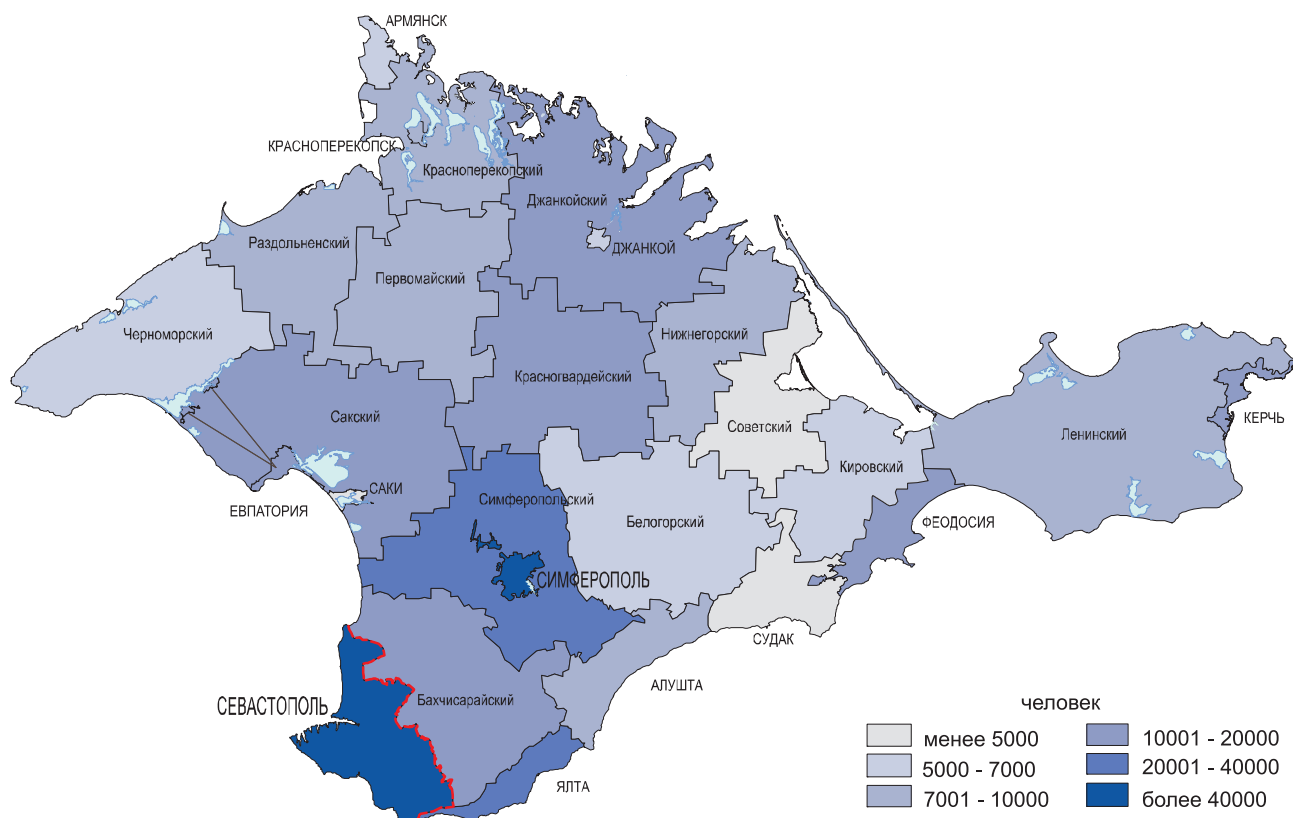 АРМЯНСК
КРАСНОПЕРЕКОПСК
Красноперекопский
Джанкойский
Раздольненский
ДЖАНКОЙ
Первомайский
Черноморский
Нижнегорский
Красногвардейский
Сакский
Советский
Ленинский
КЕРЧЬ
Кировский
САКИ
Симферопольский
ЕВПАТОРИЯ
Белогорский
ФЕОДОСИЯ
СИМФЕРОПОЛЬ
СУДАК
АЛУШТА
Бахчисарайский
СЕВАСТОПОЛЬ
ЯЛТА
человек
менее 5000
5000 - 7000
7001 - 10000
10001 - 20000
20001 - 40000
более 40000